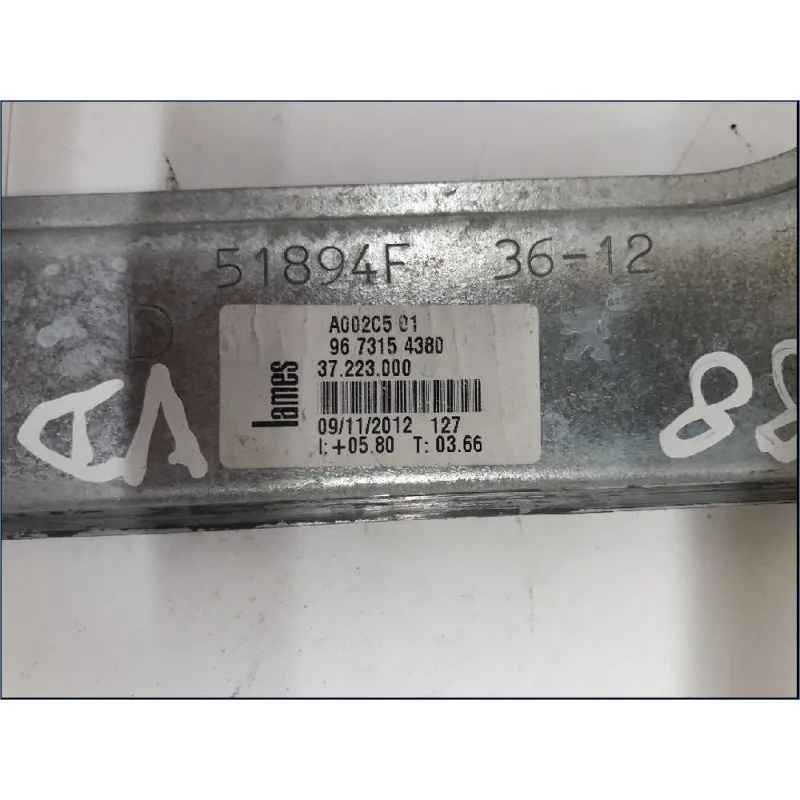 51894F 36-12
D
A002C5 01
96 7315 4380
37.223.000
lames
09/11/2012 127
I: +05.80 T: 03.66
88